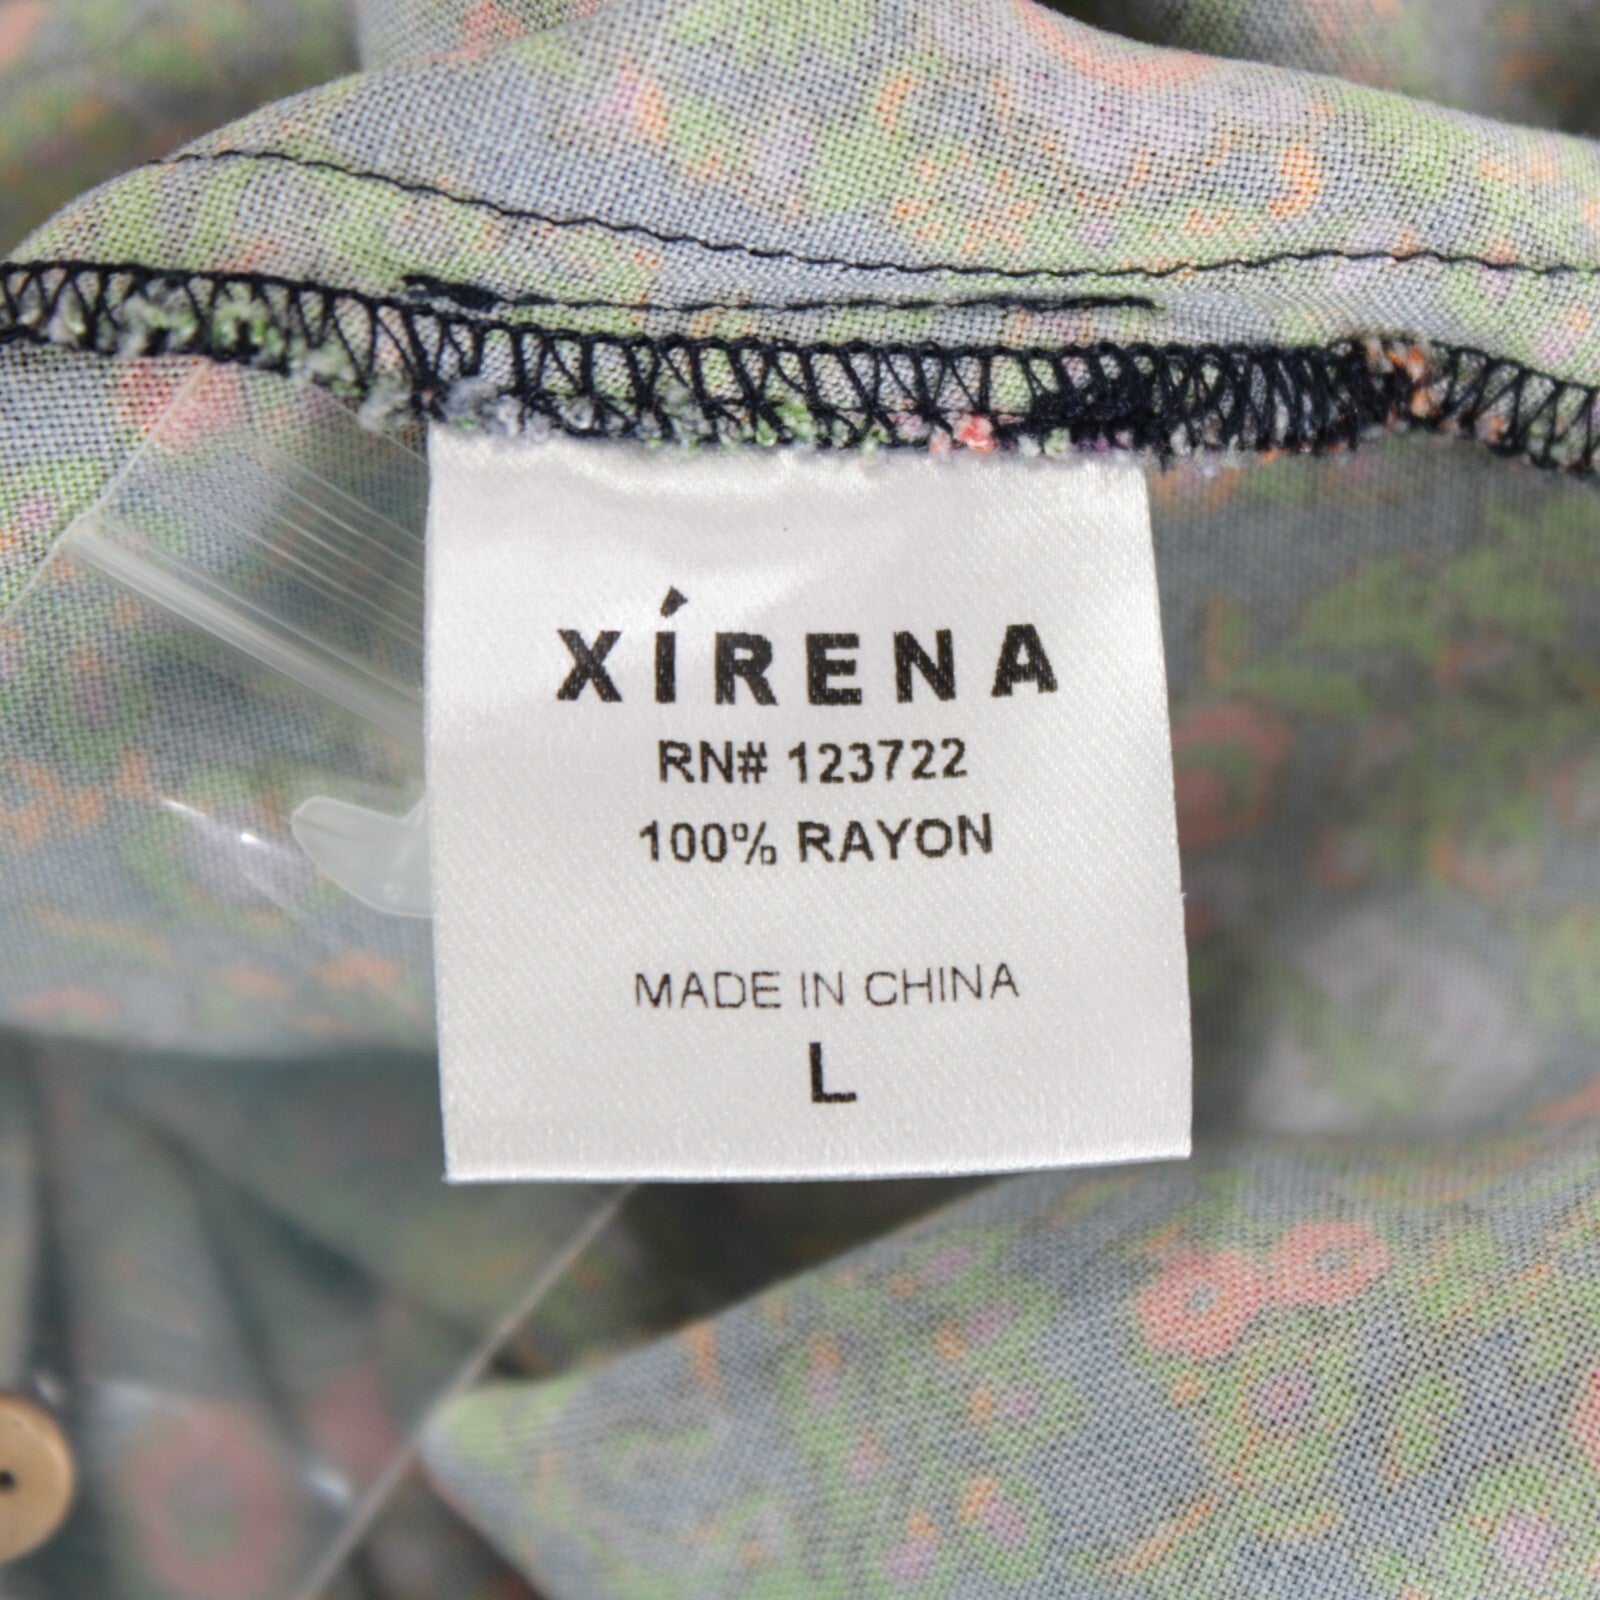 XÍRENA
RN# 123722
100% RAYON
MADE IN CHINA
L